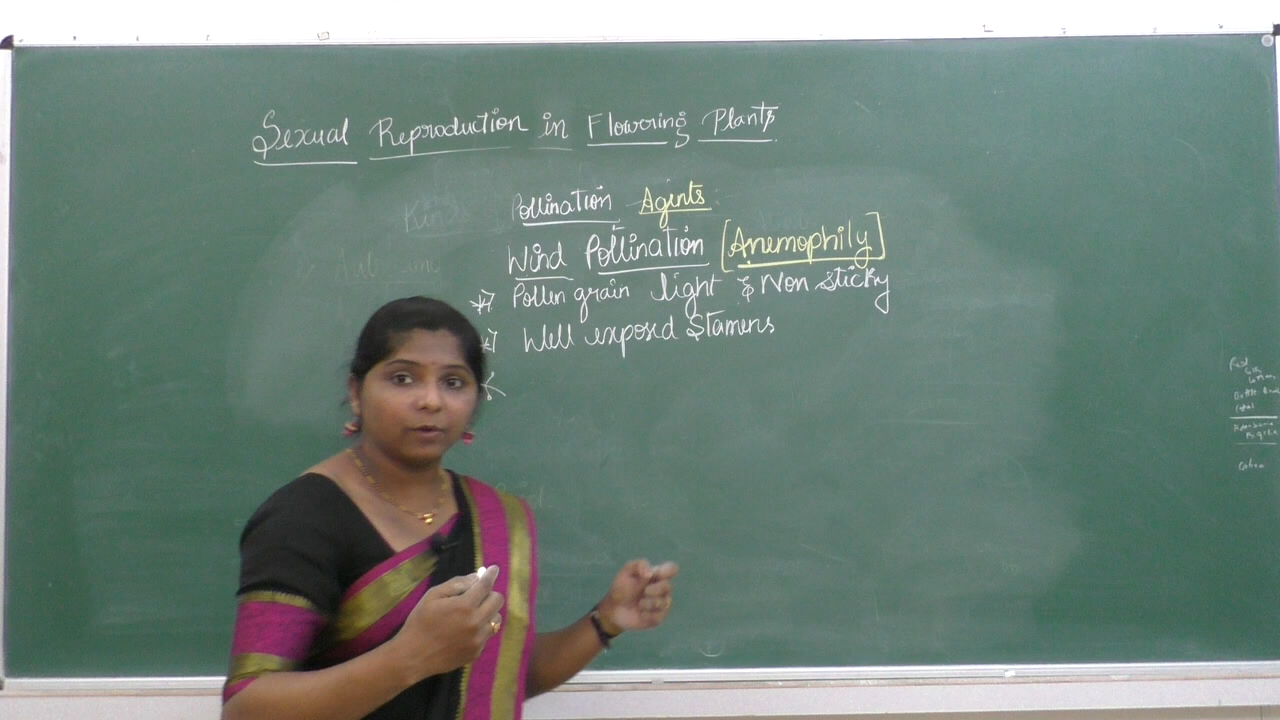 Sexual Reproduction in Flowering Plants
Pollination Agents:
Wind Pollination [Anemophily]
* Pollen grain light & Non sticky
* Well exposed Stamens
*